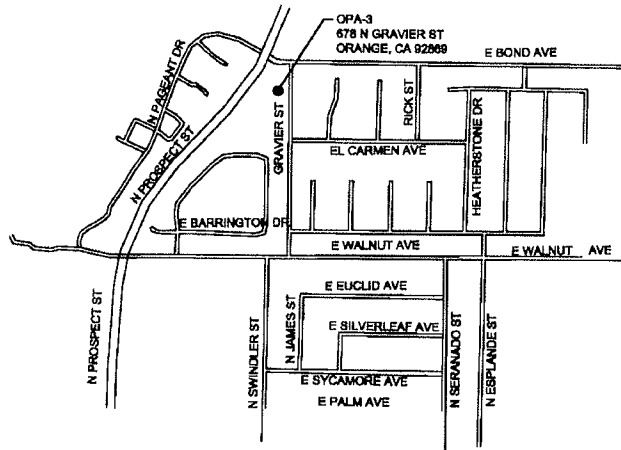 OPA-3
678 N GRAVIER ST
ORANGE, CA 92869
E BOND AVE
N PAGEANT DR
N PROSPECT ST
GRAVIER ST
RICK ST
EL CARMEN AVE
HEATHERSTONE DR
E BARRINGTON DR
E WALNUT AVE
E WALNUT AVE
E EUCLID AVE
E SILVERLEAF AVE
N PROSPECT ST
N SWINDLER ST
N JAMES ST
N SERANADO ST
N ESPLANDE ST
E SYCAMORE AVE
E PALM AVE